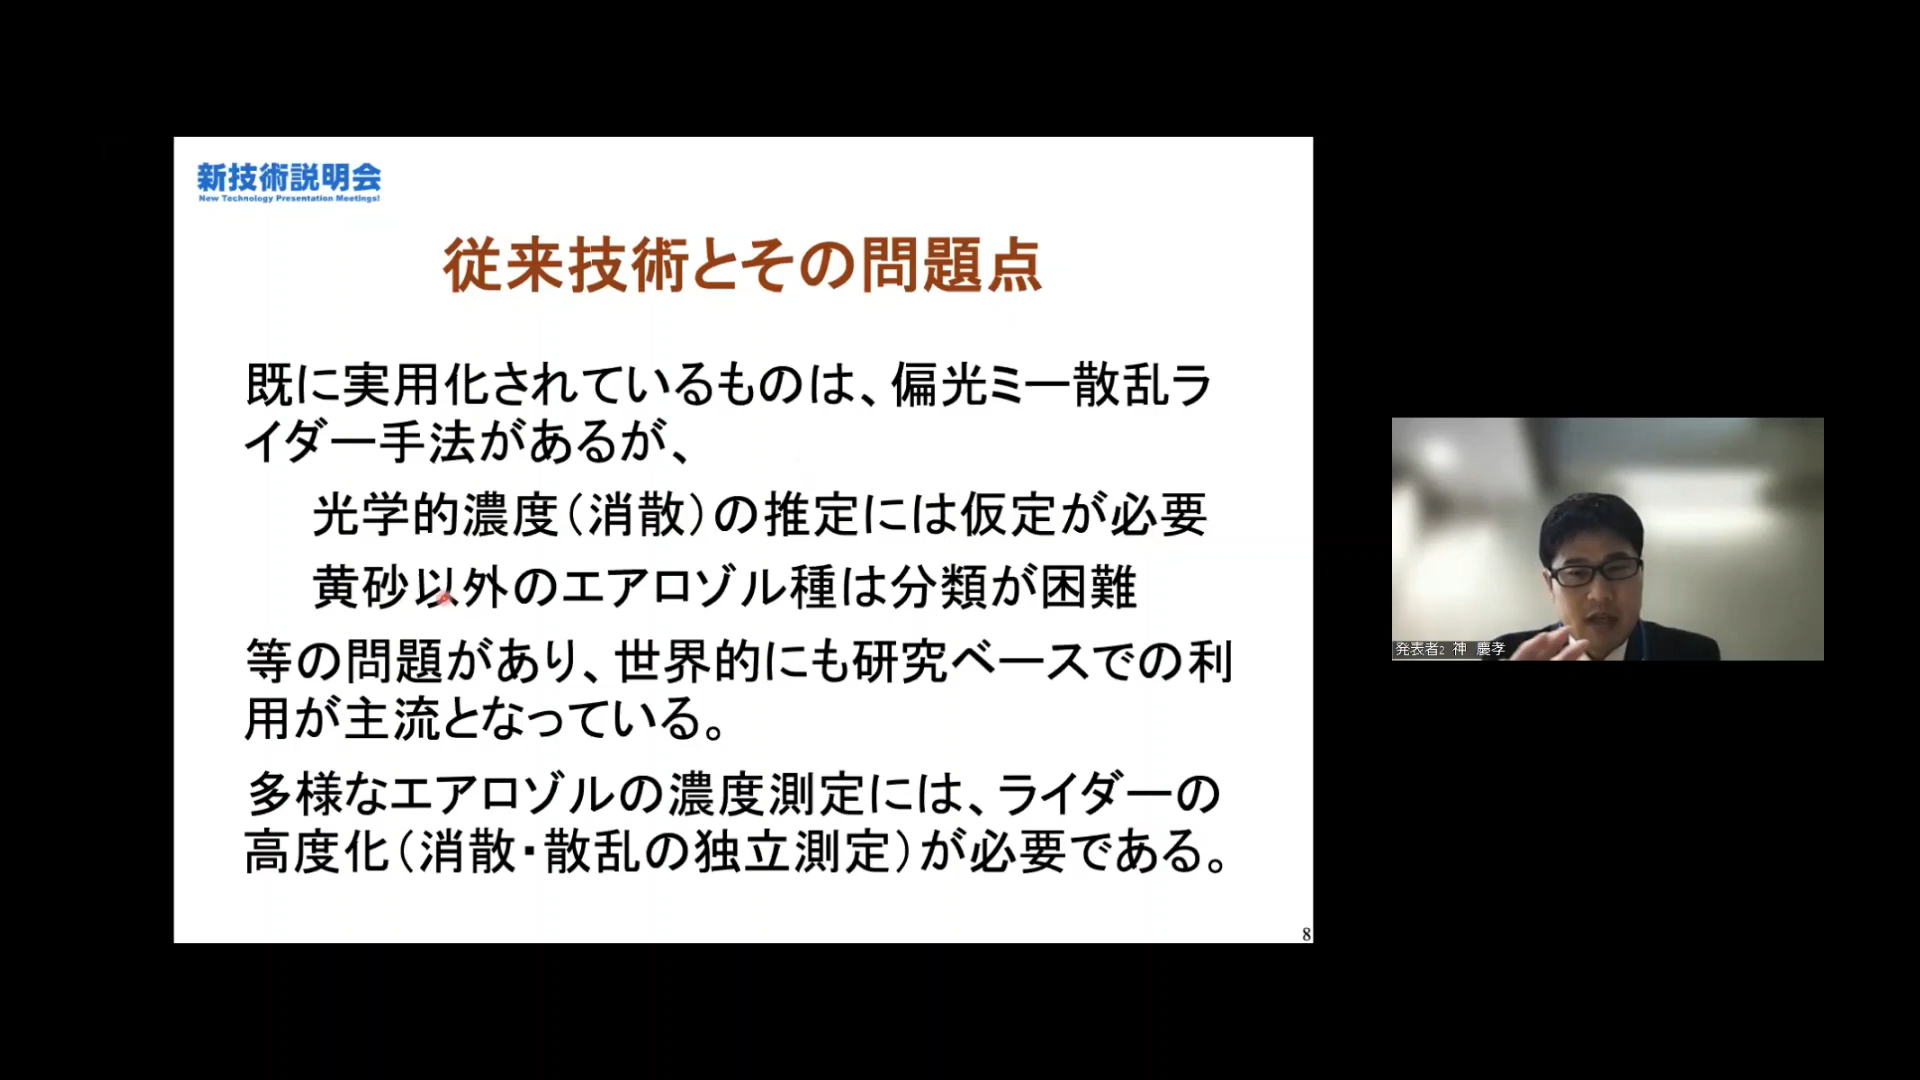 新技術説明会
New Technology Presentation Meetings!
従来技術とその問題点
既に実用化されているものは、偏光ミー散乱ラ
イダー手法があるが、
光学的濃度（消散）の推定には仮定が必要
黄砂以外のエアロゾル種は分類が困難
等の問題があり、世界的にも研究ベースでの利
用が主流となっている。
多様なエアロゾルの濃度測定には、ライダーの
高度化（消散・散乱の独立測定）が必要である。
8
発表者2 神 慶孝